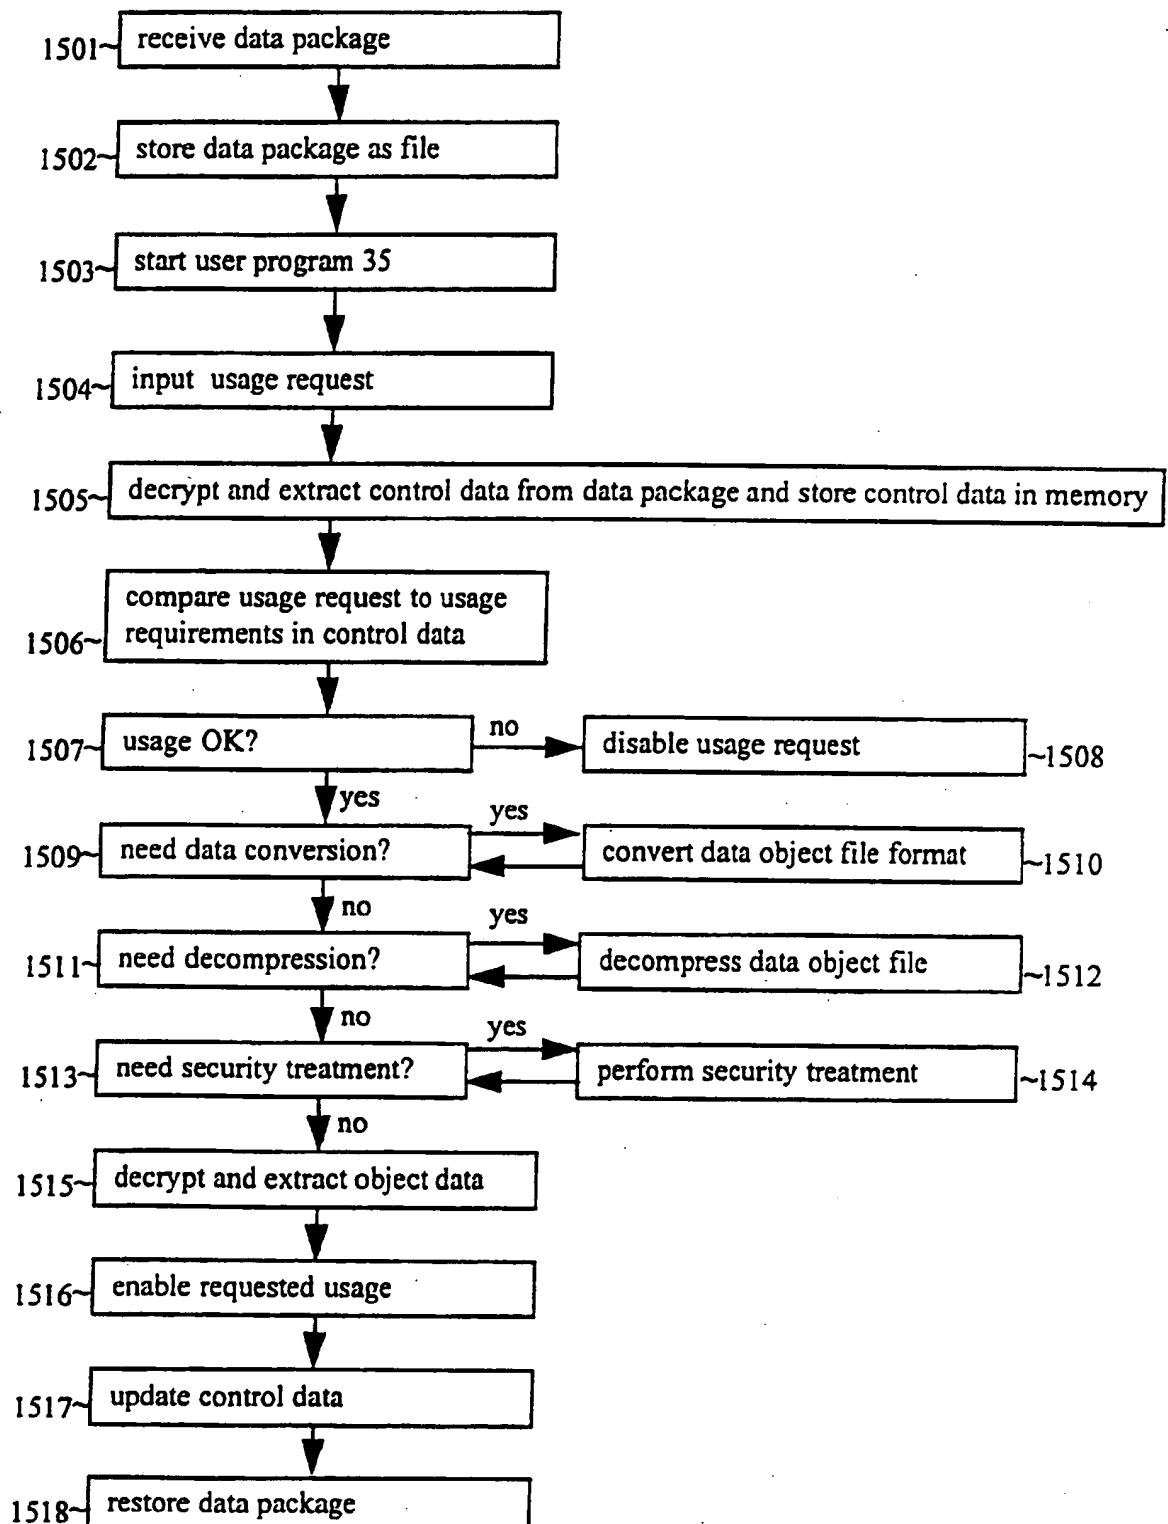 1501~ receive data package
1502~ store data package as file
1503~ start user program 35
1504~ input usage request
1505~ decrypt and extract control data from data package and store control data in memory
compare usage request to usage
1506~ requirements in control data
1507~ usage OK? no disable usage request ~1508
yes
yes
1509~ need data conversion? convert data object file format ~1510
no
yes
1511~ need decompression? decompress data object file ~1512
no
yes
1513~ need security treatment? perform security treatment ~1514
no
1515~ decrypt and extract object data
1516~ enable requested usage
1517~ update control data
1518~ restore data package